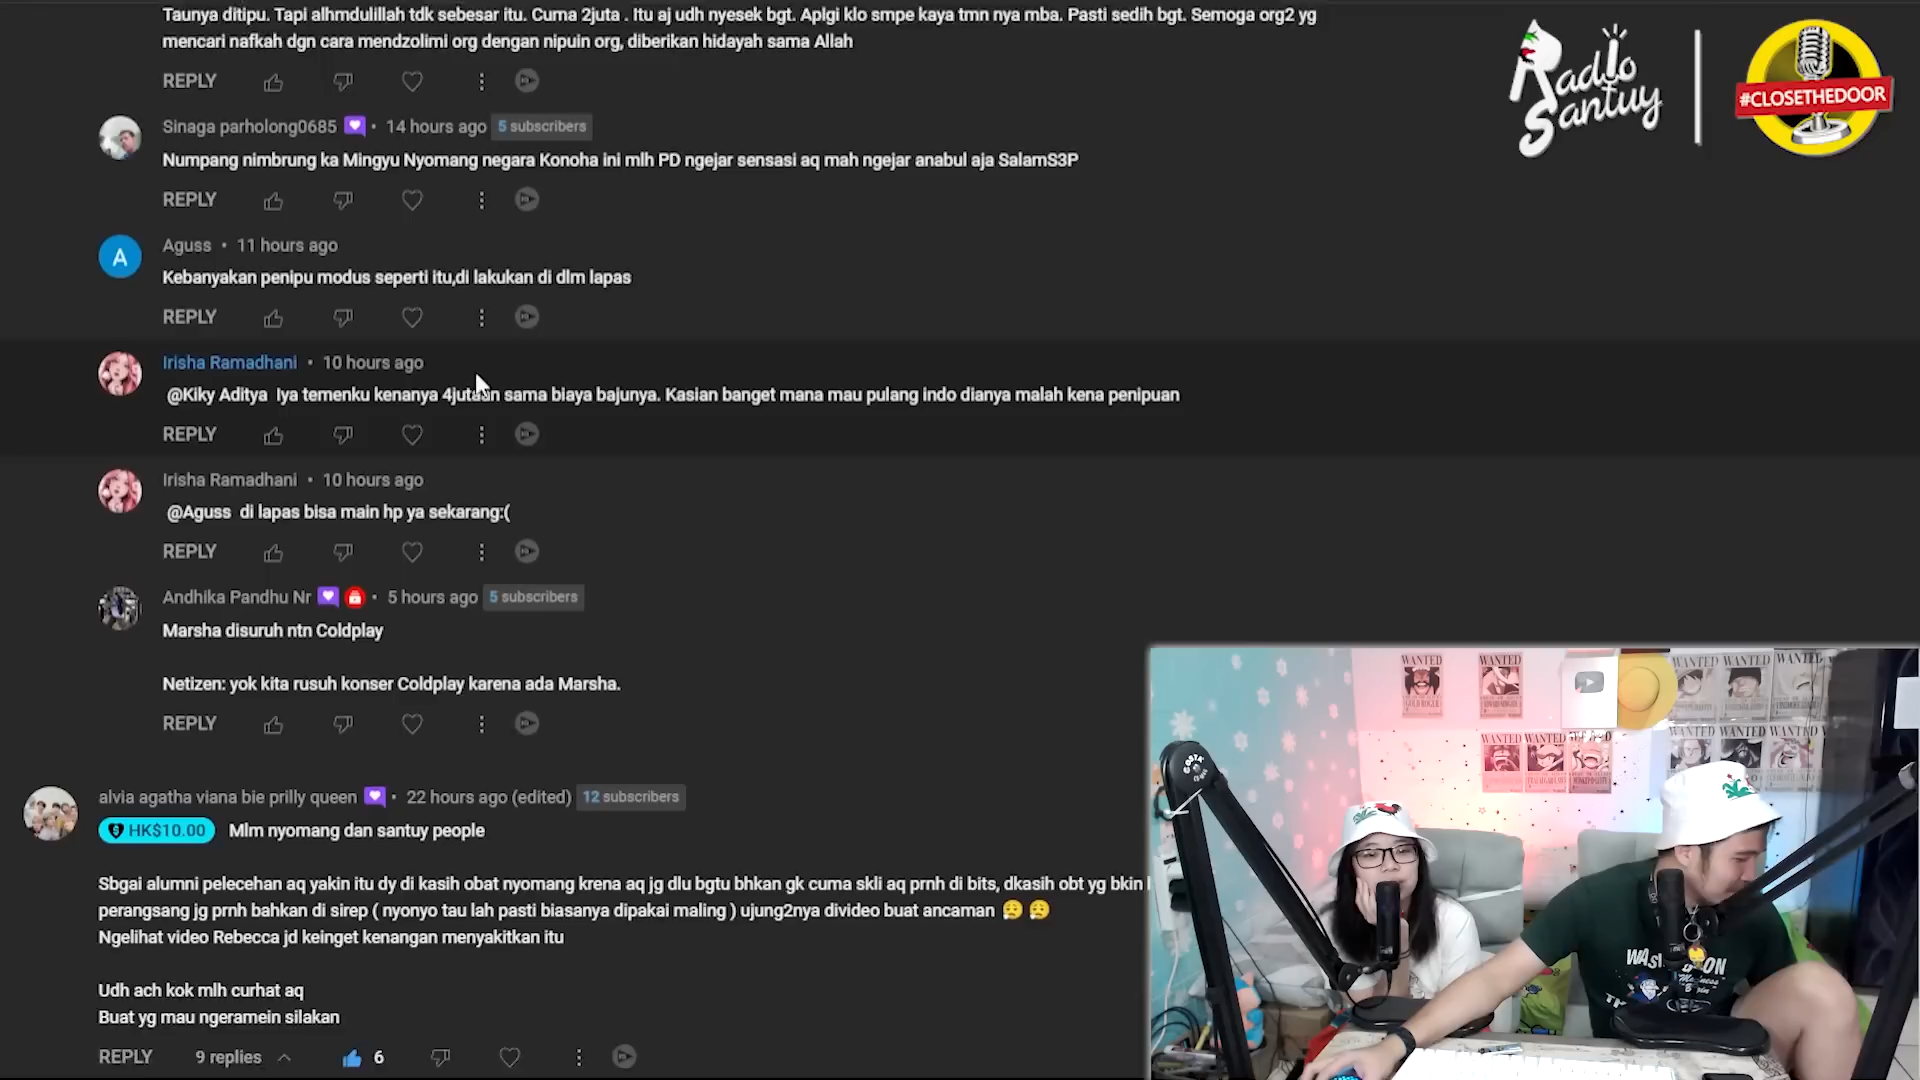 Taunya ditipu. Tapi alhmdulillah tdk sebesar itu. Cuma 2juta . Itu aj udh nyesek bgt. Aplgi klo smpe kaya tmn nya mba. Pasti sedih bgt. Semoga org2 yg
mencari nafkah dgn cara mendzolimi org dengan nipuin org, diberikan hidayah sama Allah
REPLY
Radio
Santuy
#CLOSETHEDOOR
Sinaga parholong0685 • 14 hours ago 5 subscribers
Numpang nimbrung ka Mingyu Nyomang negara Konoha ini mlh PD ngejar sensasi aq mah ngejar anabul aja SalamS3P
REPLY
A
Aguss • 11 hours ago
Kebanyakan penipu modus seperti itu,di lakukan di dlm lapas
REPLY
Irisha Ramadhani • 10 hours ago
@Kiky Aditya Iya temenku kenanya 4jutaan sama biaya bajunya. Kasian banget mana mau pulang indo dianya malah kena penipuan
REPLY
Irisha Ramadhani • 10 hours ago
@Aguss di lapas bisa main hp ya sekarang:(
REPLY
Andhika Pandhu Nr • 5 hours ago 5 subscribers
Marsha disuruh ntn Coldplay
Netizen: yok kita rusuh konser Coldplay karena ada Marsha.
REPLY
alvia agatha viana bie prilly queen • 22 hours ago (edited) 12 subscribers
HK$10.00 Mlm nyomang dan santuy people
Sbgai alumni pelecehan aq yakin itu dy di kasih obat nyomang krena aq jg dlu bgtu bhkan gk cuma skli aq prnh di bits, dkasih obt yg bkin
perangsang jg prnh bahkan di sirep ( nyonyo tau lah pasti biasanya dipakai maling ) ujung2nya divideo buat ancaman 😮‍💨 😮‍💨
Ngelihat video Rebecca jd keinget kenangan menyakitkan itu
Udh ach kok mlh curhat aq
Buat yg mau ngeramein silakan
REPLY 9 replies 6
WANTED WANTED WANTED WANTED WANTED
GOLD ROGER
WANTED WANTED WANTED WANTED WANTED